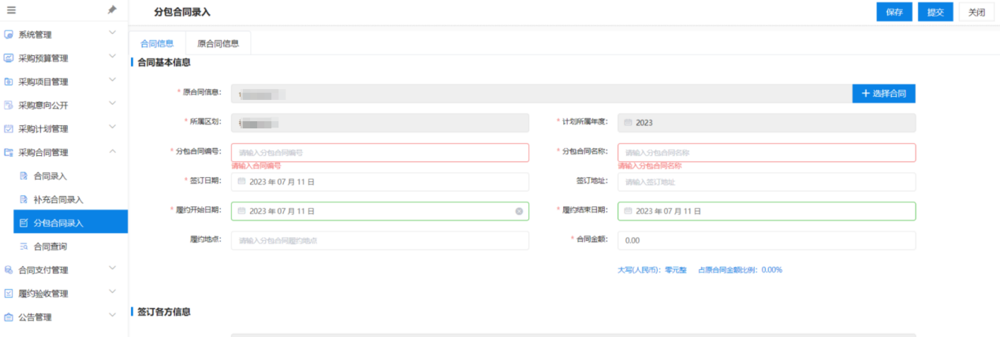 分包合同录入
保存
提交
关闭
系统管理
采购预算管理
采购项目管理
采购意向公开
采购计划管理
采购合同管理
合同录入
补充合同录入
分包合同录入
合同查询
合同支付管理
履约验收管理
公告管理
合同信息
原合同信息
合同基本信息
* 原合同信息:
+ 选择合同
* 所属区划:
* 计划所属年度: 2023
* 分包合同编号: 请输入分包合同编号
请输入合同编号
* 分包合同名称: 请输入分包合同名称
请输入分包合同名称
* 签订日期: 2023 年 07 月 11 日
签订地址: 请输入签订地址
* 履约开始日期: 2023 年 07 月 11 日
* 履约结束日期: 2023 年 07 月 11 日
履约地点: 请输入分包合同履约地点
* 合同金额: 0.00
大写(人民币): 零元整 占原合同金额比例: 0.00%
签订各方信息